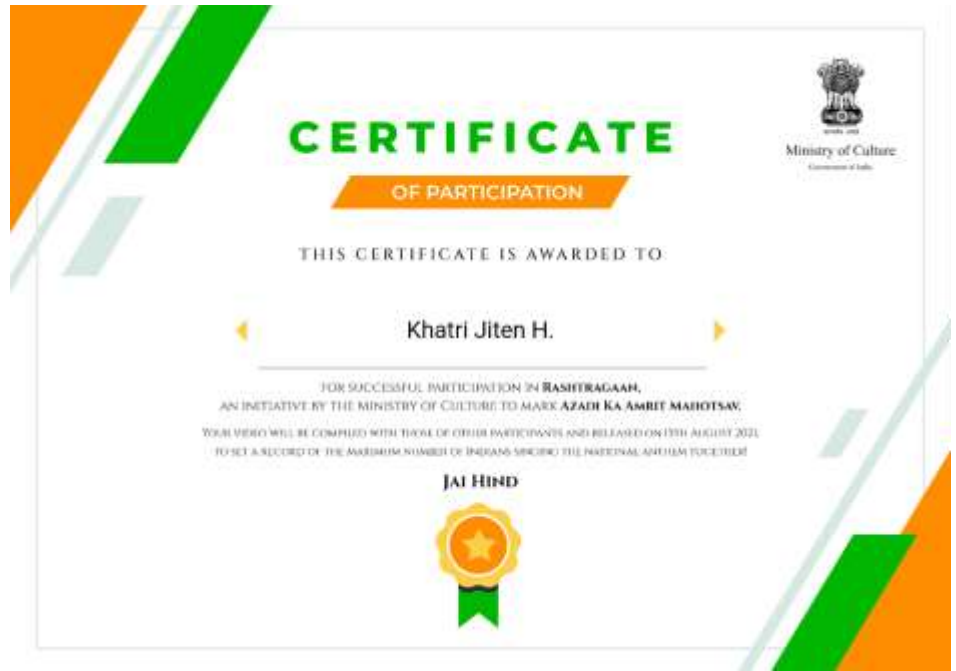 CERTIFICATE
OF PARTICIPATION
Ministry of Culture
Government of India
THIS CERTIFICATE IS AWARDED TO
Khatri Jiten H.
FOR SUCCESSFUL PARTICIPATION IN RASHTRAGAAN,
AN INITIATIVE BY THE MINISTRY OF CULTURE TO MARK AZADI KA AMRIT MAHOTSAV.
YOUR VIDEO WILL BE COMPILED WITH THOSE OF OTHER PARTICIPANTS AND RELEASED ON 15TH AUGUST 2021,
TO SET A RECORD OF THE MAXIMUM NUMBER OF INDIANS SINGING THE NATIONAL ANTHEM TOGETHER!
JAI HIND